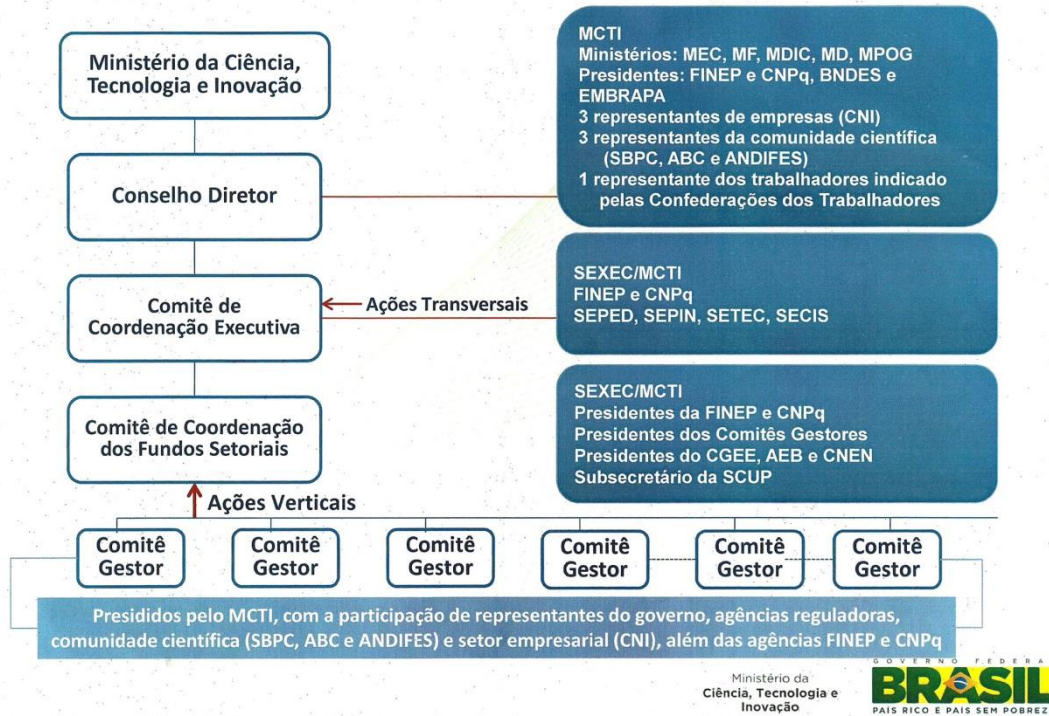 Ministério da Ciência,
Tecnologia e Inovação
MCTI
Ministérios: MEC, MF, MDIC, MD, MPOG
Presidentes: FINEP e CNPq, BNDES e
EMBRAPA
3 representantes de empresas (CNI)
3 representantes da comunidade científica
(SBPC, ABC e ANDIFES)
1 representante dos trabalhadores indicado
pelas Confederações dos Trabalhadores
Conselho Diretor
Comitê de
Coordenação Executiva
Ações Transversais
SEXEC/MCTI
FINEP e CNPq
SEPED, SEPIN, SETEC, SECIS
Comitê de Coordenação
dos Fundos Setoriais
SEXEC/MCTI
Presidentes da FINEP e CNPq
Presidentes dos Comitês Gestores
Presidentes do CGEE, AEB e CNEN
Subsecretário da SCUP
Ações Verticais
Comitê
Gestor
Comitê
Gestor
Comitê
Gestor
Comitê
Gestor
Comitê
Gestor
Comitê
Gestor
Presididos pelo MCTI, com a participação de representantes do governo, agências reguladoras,
comunidade científica (SBPC, ABC e ANDIFES) e setor empresarial (CNI), além das agências FINEP e CNPq
Ministério da
Ciência, Tecnologia e
Inovação
GOVERNO FEDERA
BRASIL
PAÍS RICO É PAÍS SEM POBREZ